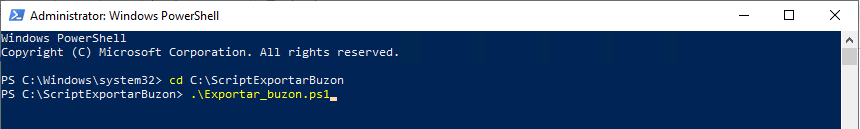 Administrator: Windows PowerShell
Windows PowerShell
Copyright (C) Microsoft Corporation. All rights reserved.
PS C:\Windows\system32> cd C:\ScriptExportarBuzon
PS C:\ScriptExportarBuzon> .\Exportar_buzon.ps1